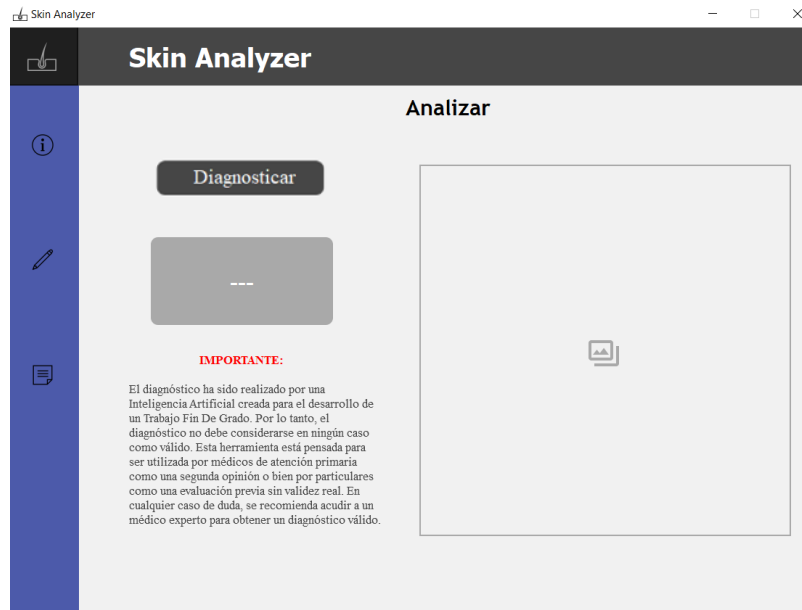 Skin Analyzer
Skin Analyzer
Analizar
Diagnosticar
---
IMPORTANTE:
El diagnóstico ha sido realizado por una
Inteligencia Artificial creada para el desarrollo de
un Trabajo Fin De Grado. Por lo tanto, el
diagnóstico no debe considerarse en ningún caso
como válido. Esta herramienta está pensada para
ser utilizada por médicos de atención primaria
como una segunda opinión o bien por particulares
como una evaluación previa sin validez real. En
cualquier caso de duda, se recomienda acudir a un
médico experto para obtener un diagnóstico válido.